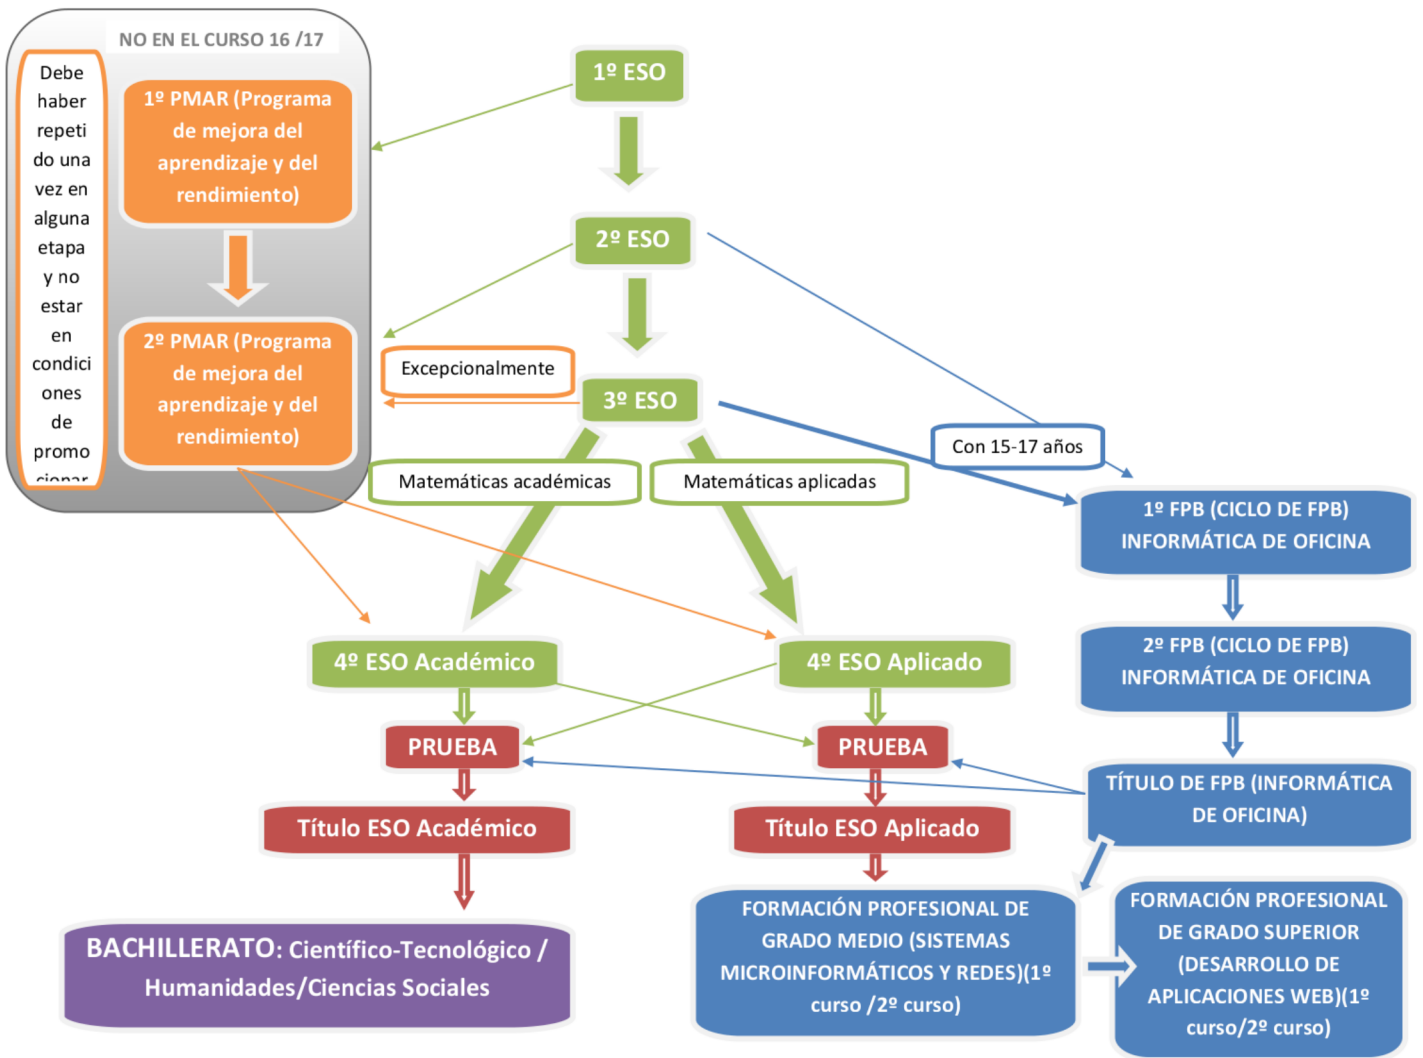 NO EN EL CURSO 16 /17
Debe
haber
repeti
do una
vez en
alguna
etapa
y no
estar
en
condici
ones
de
promo
cionar
1º PMAR (Programa
de mejora del
aprendizaje y del
rendimiento)
2º PMAR (Programa
de mejora del
aprendizaje y del
rendimiento)
1º ESO
2º ESO
Excepcionalmente
3º ESO
Con 15-17 años
Matemáticas académicas
Matemáticas aplicadas
1º FPB (CICLO DE FPB)
INFORMÁTICA DE OFICINA
4º ESO Académico
4º ESO Aplicado
2º FPB (CICLO DE FPB)
INFORMÁTICA DE OFICINA
PRUEBA
PRUEBA
TÍTULO DE FPB (INFORMÁTICA
DE OFICINA)
Título ESO Académico
Título ESO Aplicado
BACHILLERATO: Científico-Tecnológico /
Humanidades/Ciencias Sociales
FORMACIÓN PROFESIONAL DE
GRADO MEDIO (SISTEMAS
MICROINFORMÁTICOS Y REDES)(1º
curso /2º curso)
FORMACIÓN PROFESIONAL
DE GRADO SUPERIOR
(DESARROLLO DE
APLICACIONES WEB)(1º
curso/2º curso)